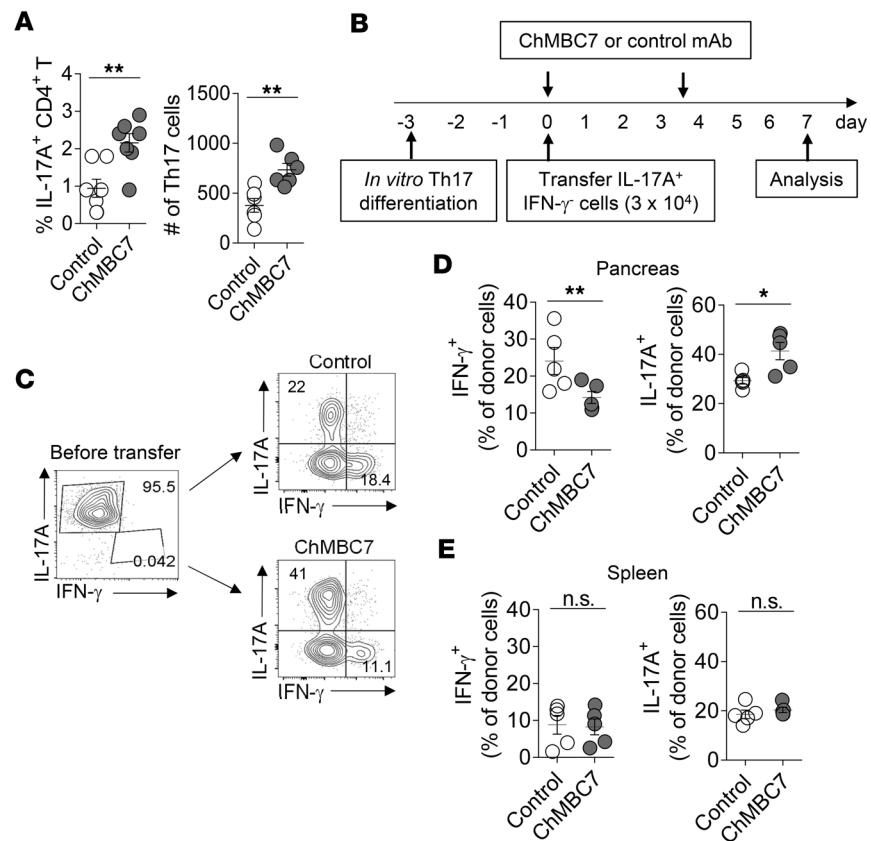 A
**
% IL-17A⁺ CD4⁺ T
4
3
2
1
0
Control
ChMBC7
**
# of Th17 cells
1500
1000
500
0
Control
ChMBC7
B
ChMBC7 or control mAb
-3 -2 -1 0 1 2 3 4 5 6 7 day
In vitro Th17
differentiation
Transfer IL-17A⁺
IFN-γ⁻ cells (3 x 10⁴)
Analysis
C
Before transfer
95.5
0.042
IL-17A
IFN-γ
Control
22
18.4
IL-17A
IFN-γ
ChMBC7
41
11.1
IL-17A
IFN-γ
D
Pancreas
**
IFN-γ⁺
(% of donor cells)
40
30
20
10
0
Control
ChMBC7
*
IL-17A⁺
(% of donor cells)
60
40
20
0
Control
ChMBC7
E
Spleen
n.s.
IFN-γ⁺
(% of donor cells)
40
30
20
10
0
Control
ChMBC7
n.s.
IL-17A⁺
(% of donor cells)
60
40
20
0
Control
ChMBC7